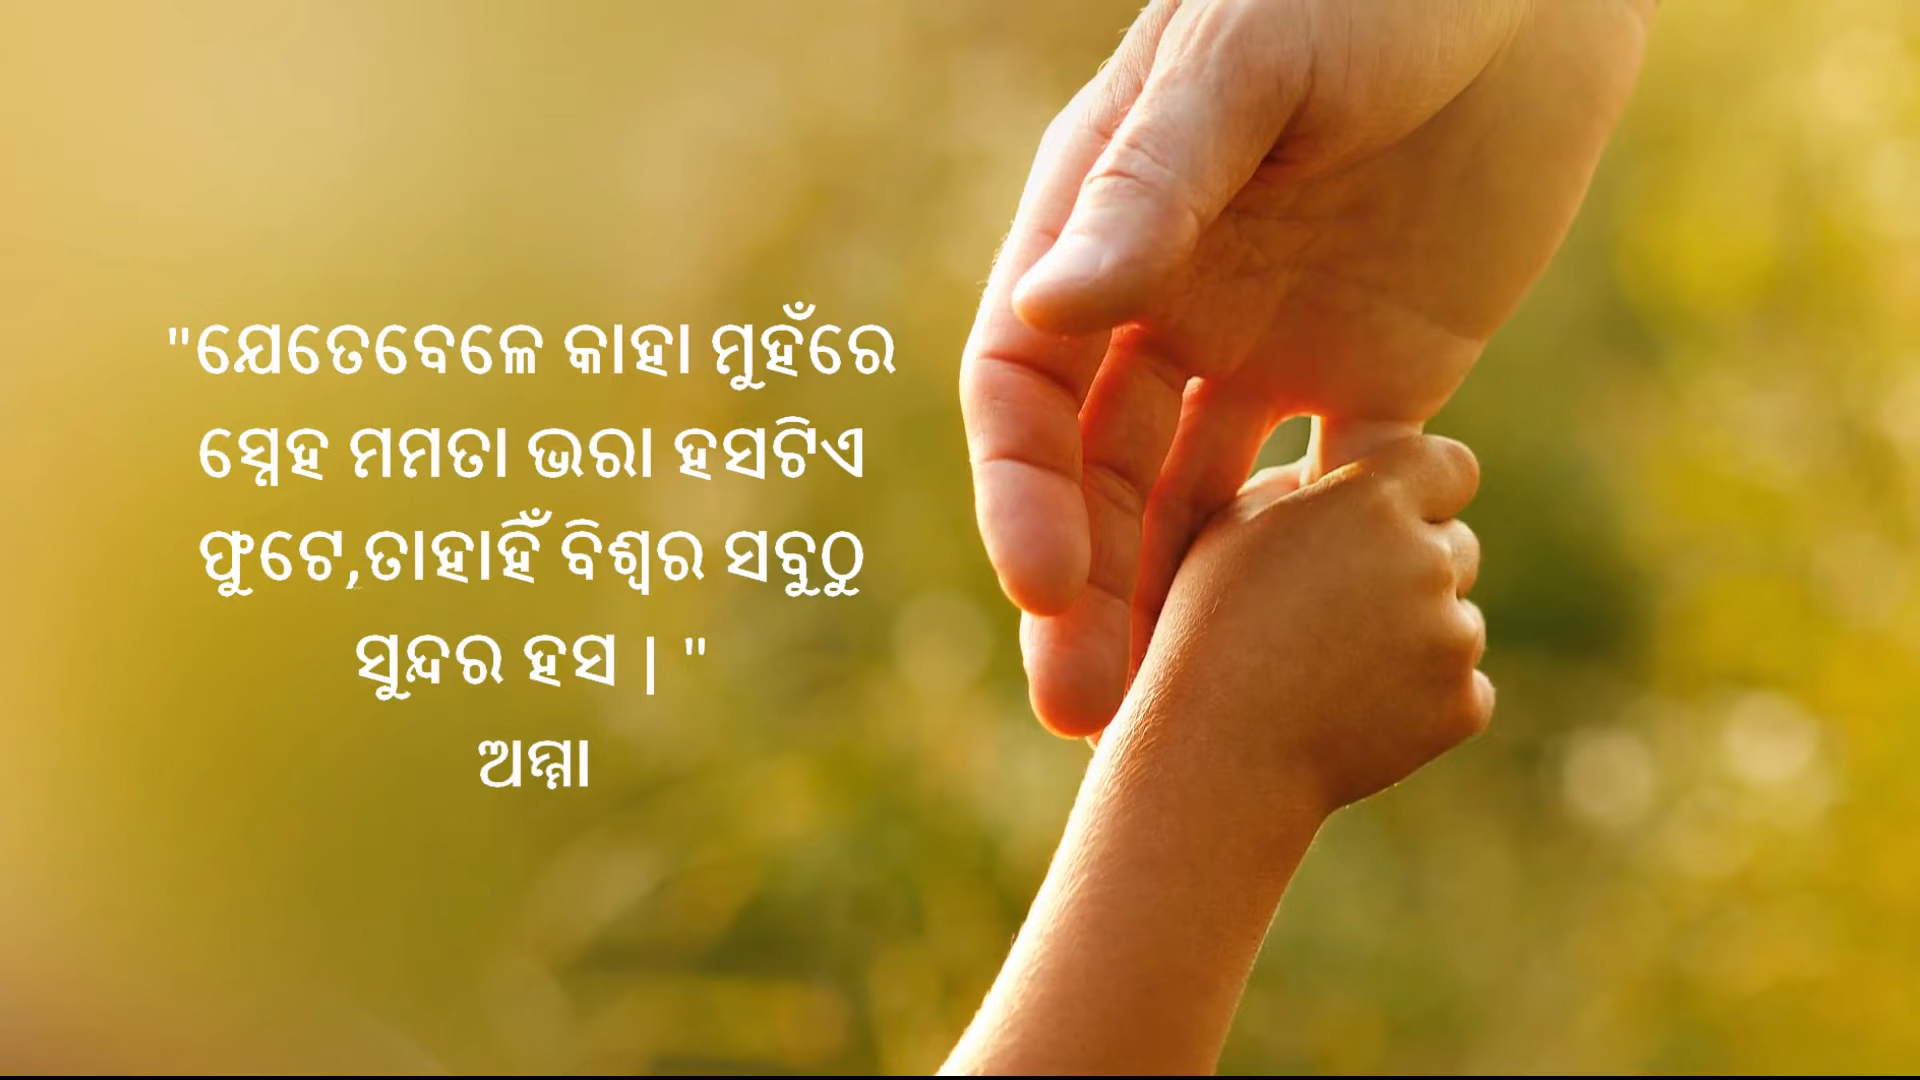 "ଯେତେବେଳେ କାହା ମୁହଁରେ
ସ୍ନେହ ମମତା ଭରା ହସଟିଏ
ଫୁଟେ,ତାହାହିଁ ବିଶ୍ୱର ସବୁଠୁ
ସୁନ୍ଦର ହସ | "
ଅମ୍ମା